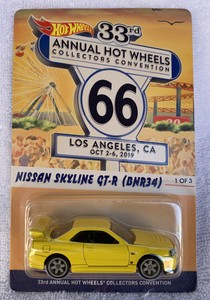 Hot Wheels 33rd
ANNUAL HOT WHEELS
COLLECTORS CONVENTION
66
LOS ANGELES, CA
OCT 2-6, 2019
NISSAN SKYLINE GT-R (BNR34) 1 OF 3
33rd ANNUAL HOT WHEELS® COLLECTORS CONVENTION